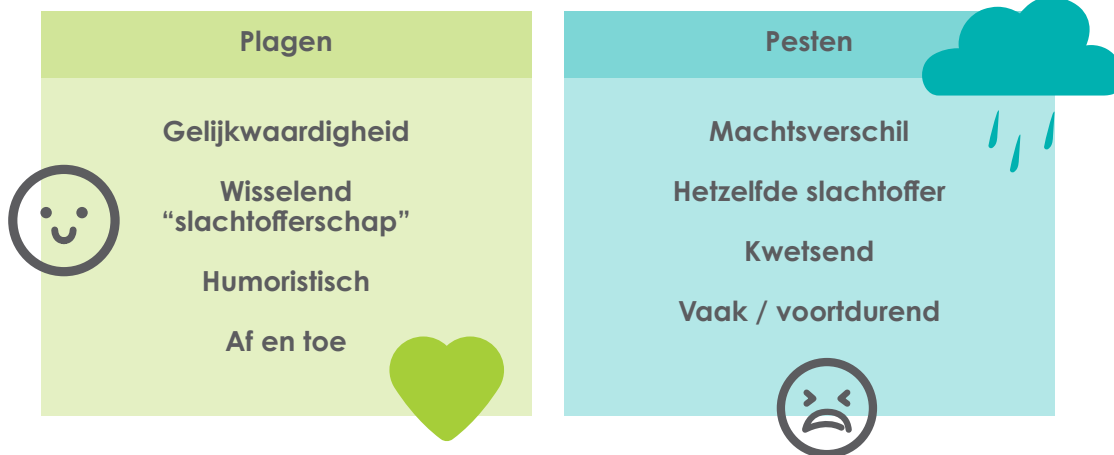 Plagen
Gelijkwaardigheid
Wisselend
“slachtofferschap”
Humoristisch
Af en toe
Pesten
Machtsverschil
Hetzelfde slachtoffer
Kwetsend
Vaak / voortdurend